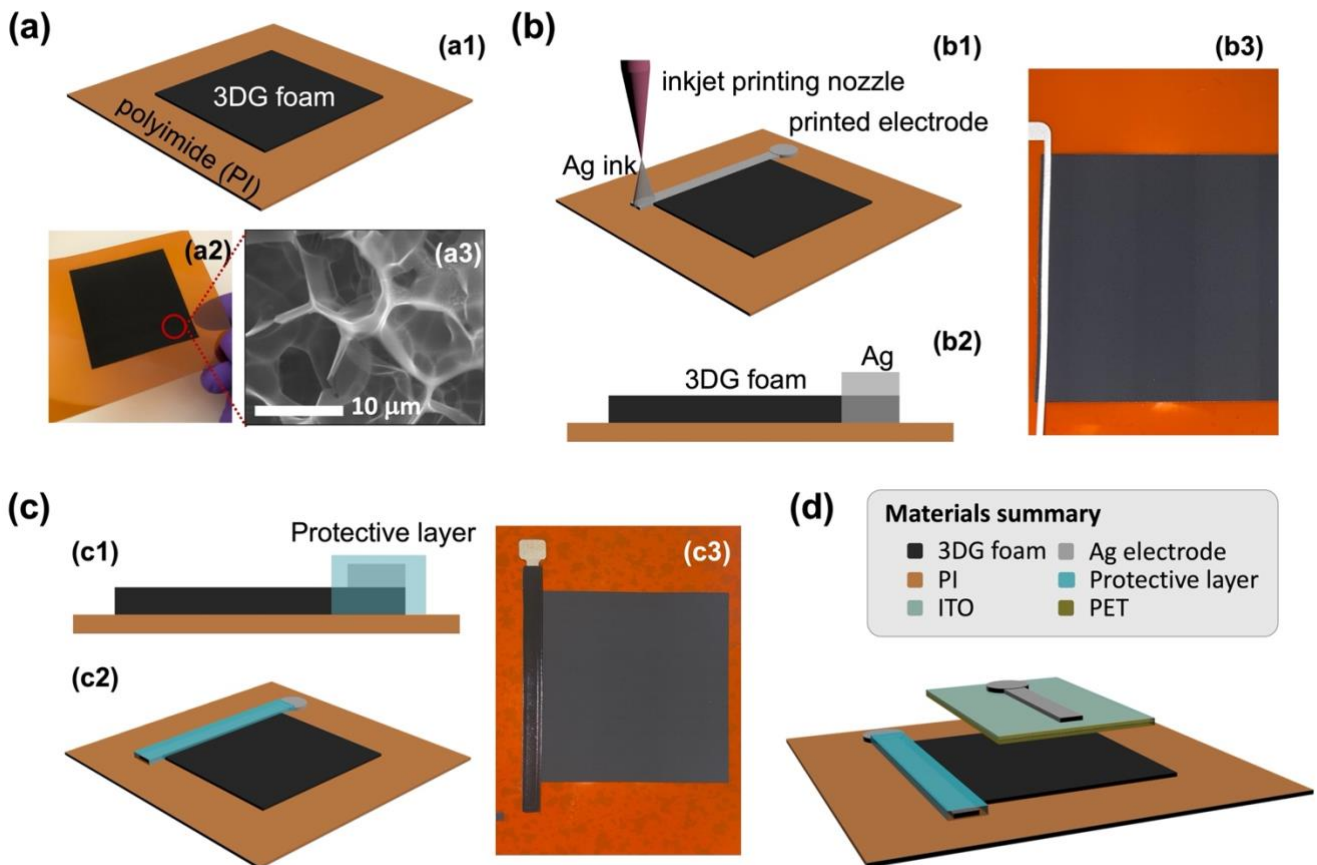 (a)
(a1)
3DG foam
polyimide (PI)
(a2)
(a3)
10 μm
(b)
(b1)
inkjet printing nozzle
printed electrode
Ag ink
(b2)
Ag
3DG foam
(b3)
(c)
(c1)
Protective layer
(c2)
(c3)
(d)
Materials summary
3DG foam
Ag electrode
PI
Protective layer
ITO
PET